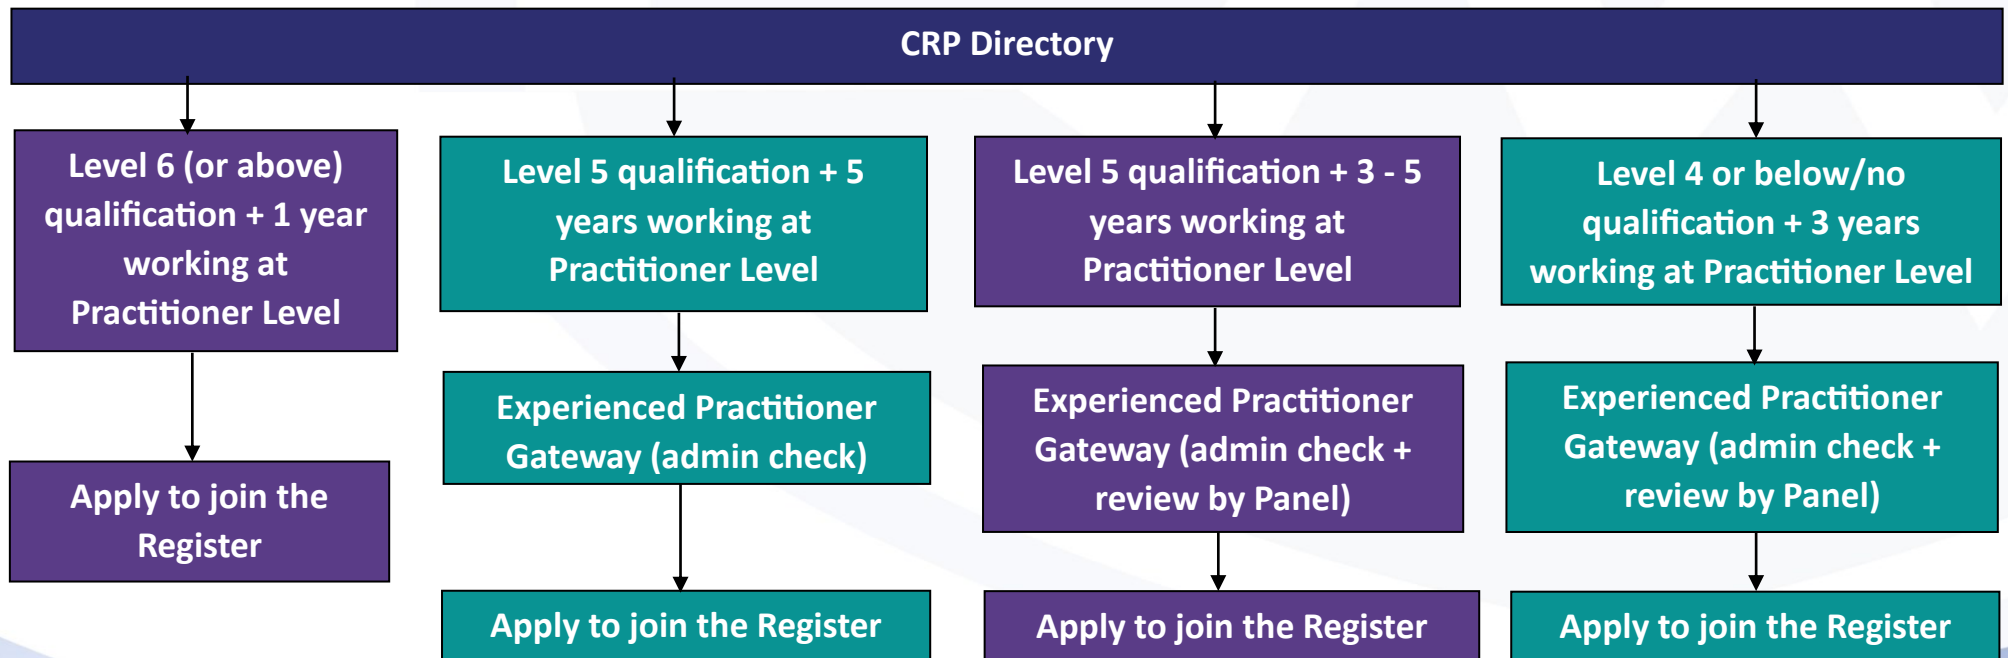 CRP Directory
Level 6 (or above)
qualification + 1 year
working at
Practitioner Level
Apply to join the
Register
Level 5 qualification + 5
years working at
Practitioner Level
Experienced Practitioner
Gateway (admin check)
Apply to join the Register
Level 5 qualification + 3 - 5
years working at
Practitioner Level
Experienced Practitioner
Gateway (admin check +
review by Panel)
Apply to join the Register
Level 4 or below/no
qualification + 3 years
working at Practitioner Level
Experienced Practitioner
Gateway (admin check +
review by Panel)
Apply to join the Register